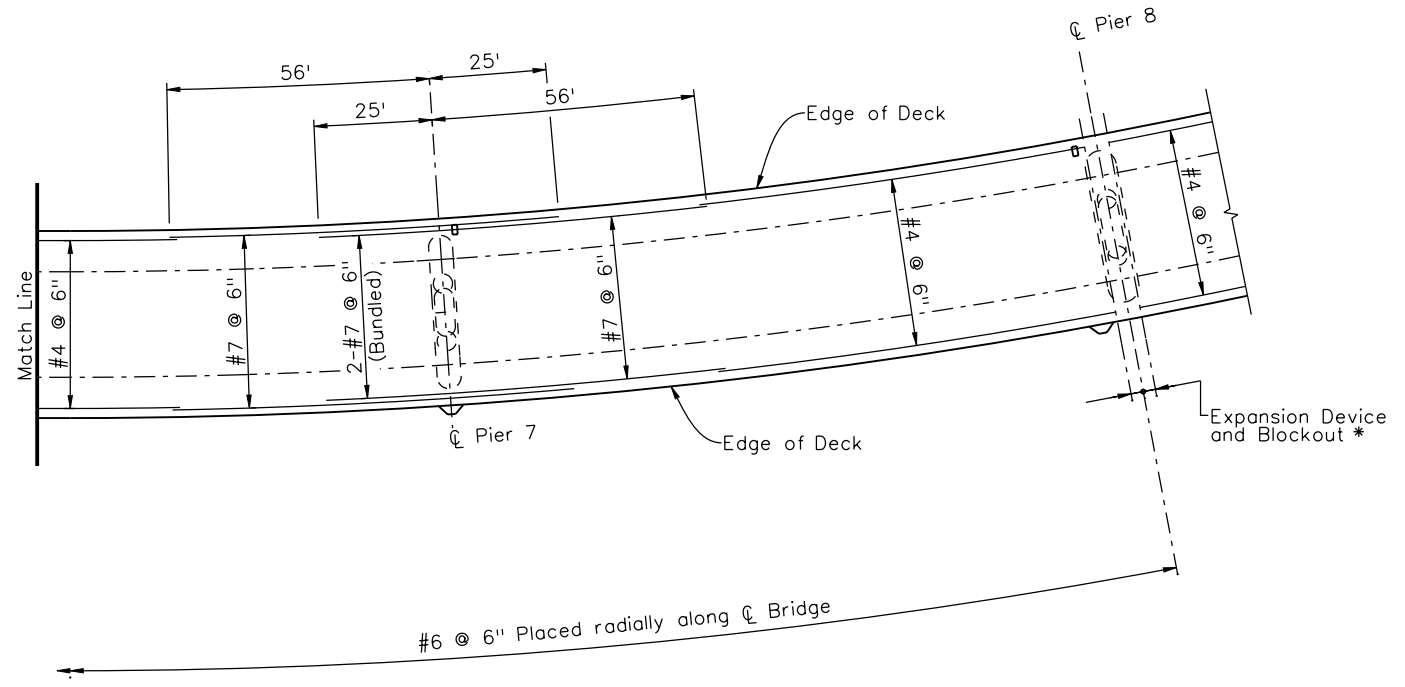 ℄ Pier 8
56'
25'
25'
56'
Edge of Deck
Match Line
#4 @ 6"
#7 @ 6"
2-#7 @ 6"
(Bundled)
#7 @ 6"
#4 @ 6"
#4 @ 6"
℄ Pier 7
Edge of Deck
Expansion Device
and Blockout *
#6 @ 6" Placed radially along ℄ Bridge